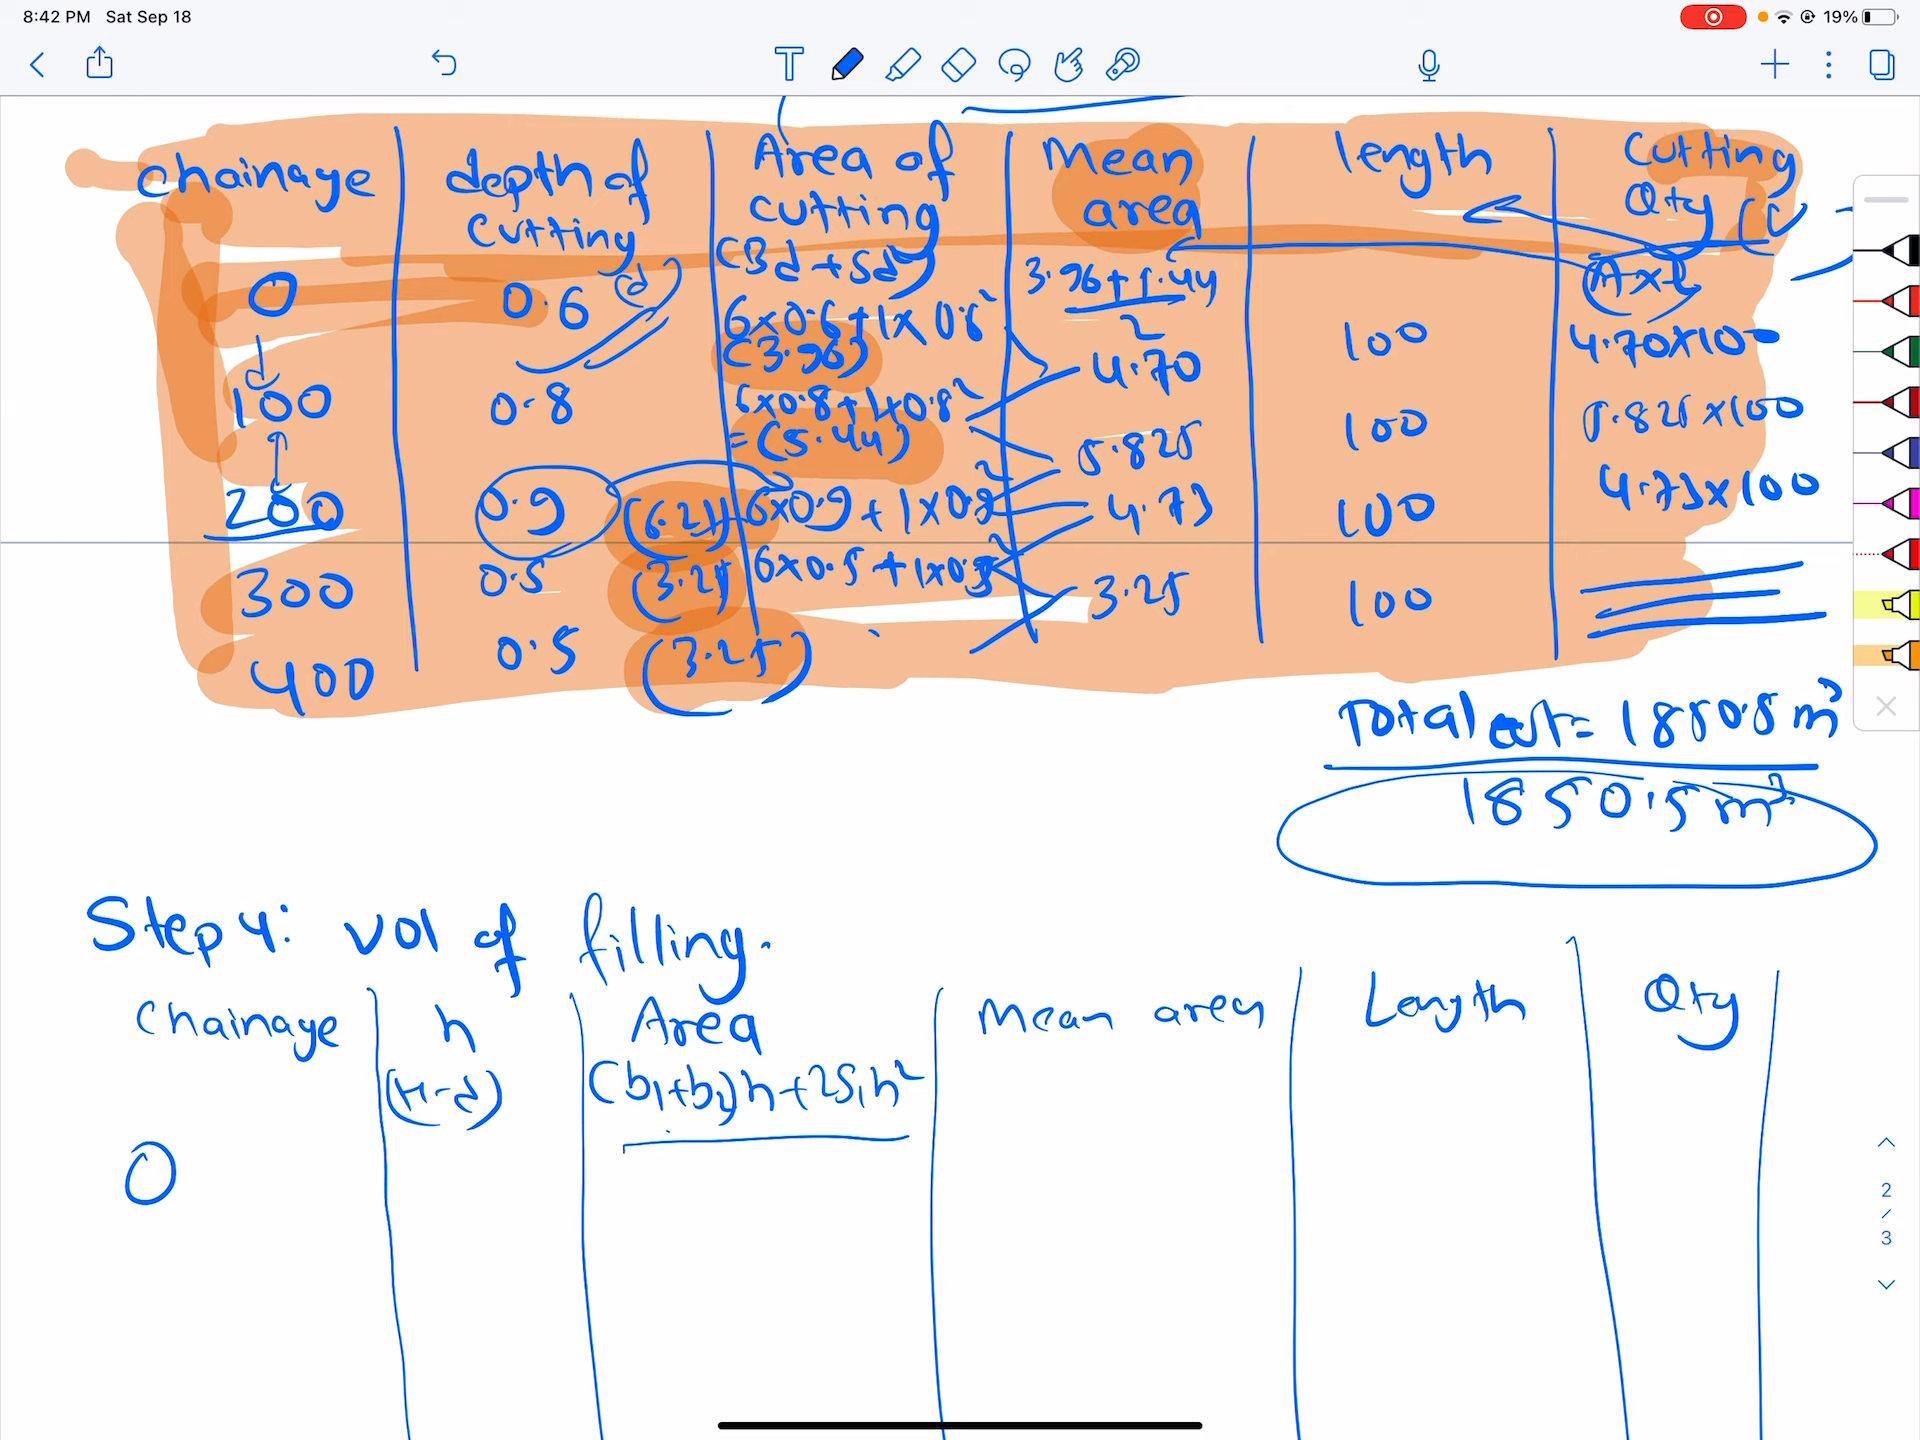 8:42 PM Sat Sep 18
19%
chainage depth of cutting Area of cutting (Bd + Sd²) Mean area length Cutting Qty (A×L)
0 0.6 (d) 6×0.6+1×0.6² (3.96) 100 4.70×100
3.96+5.44
2
4.70
100 0.8 6×0.8+1×0.8² = (5.44) 5.825 100 5.825×100
200 0.9 (6.21) 6×0.9+1×0.9² 4.73 100 4.73×100
300 0.5 (3.25) 6×0.5+1×0.5² 3.25 100
400 0.5 (3.25)
Total cut = 1850.5 m³
1850.5 m³
Step 4: vol of filling.
Chainage h (H-d) Area (b₁+b₂)h+2S₁h² Mean area Length Qty
0
2
/
3